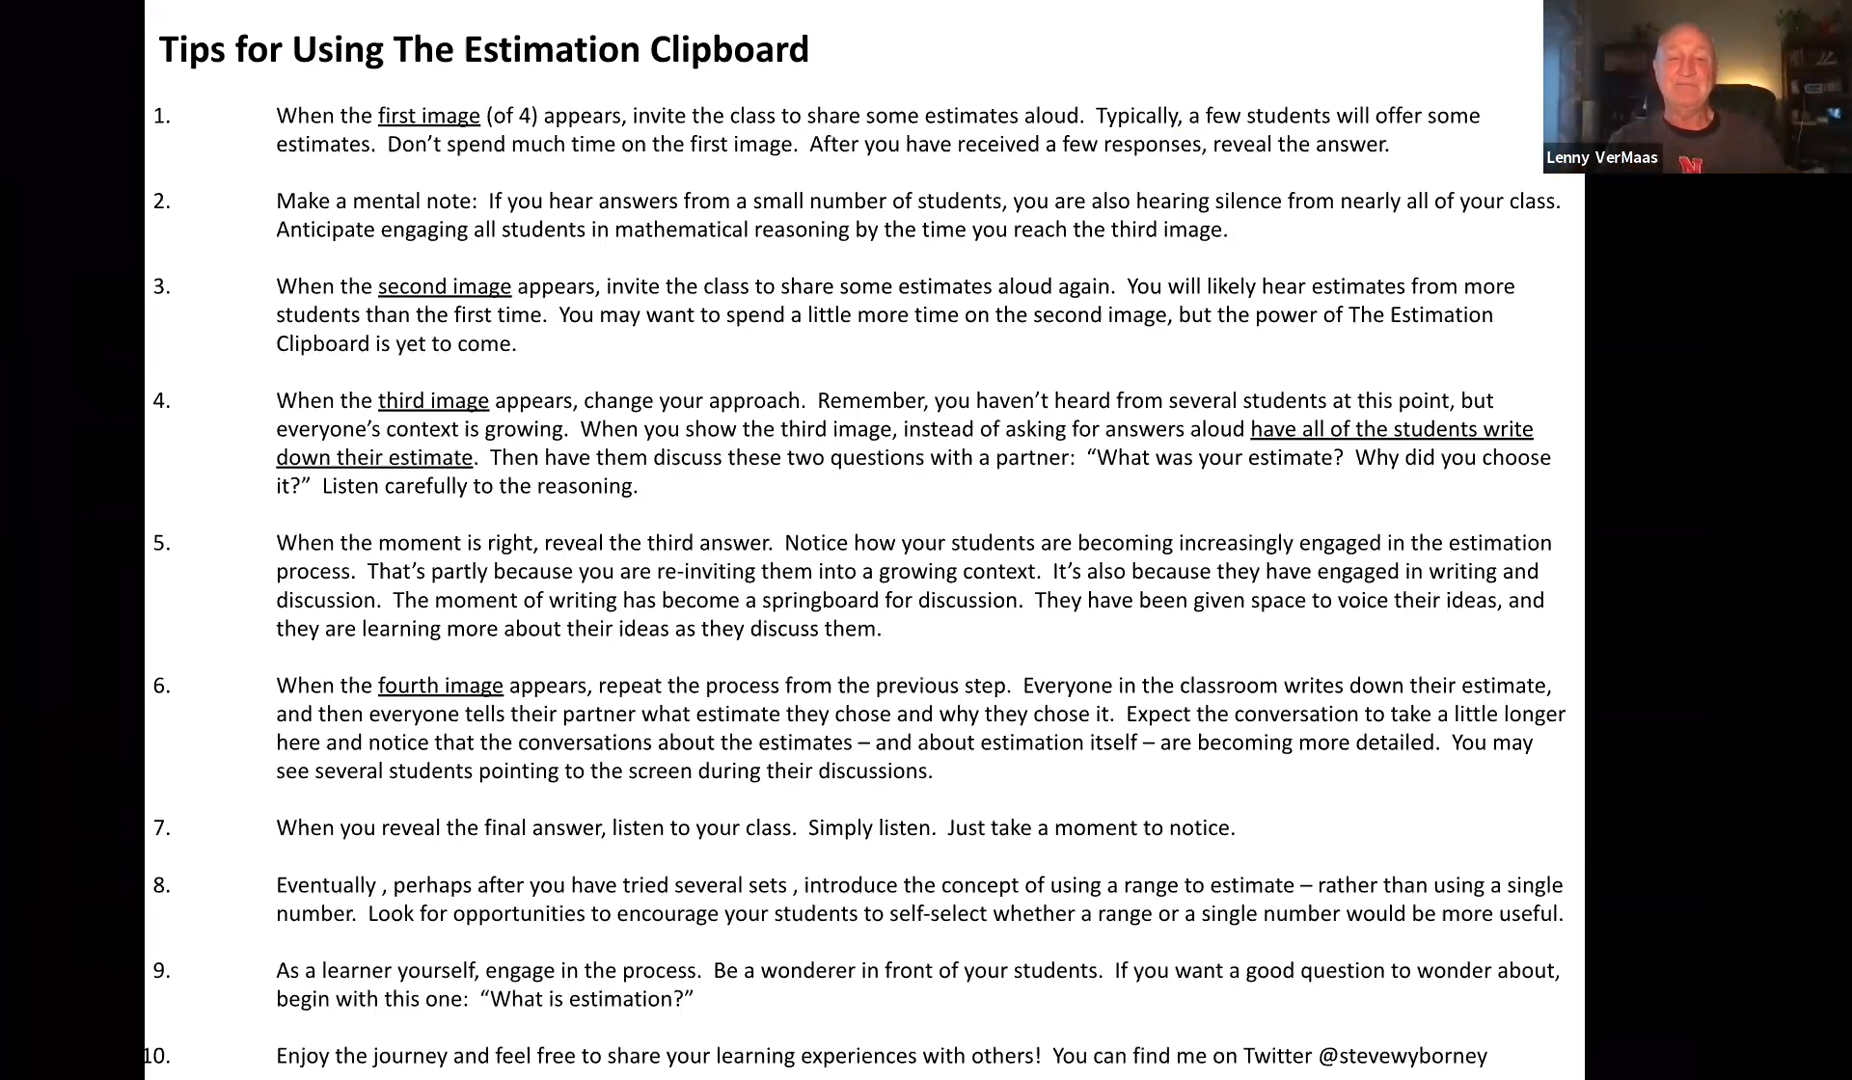 Tips for Using The Estimation Clipboard
1. When the first image (of 4) appears, invite the class to share some estimates aloud.  Typically, a few students will offer some
estimates.  Don’t spend much time on the first image.  After you have received a few responses, reveal the answer.
2. Make a mental note:  If you hear answers from a small number of students, you are also hearing silence from nearly all of your class.
Anticipate engaging all students in mathematical reasoning by the time you reach the third image.
3. When the second image appears, invite the class to share some estimates aloud again.  You will likely hear estimates from more
students than the first time.  You may want to spend a little more time on the second image, but the power of The Estimation
Clipboard is yet to come.
4. When the third image appears, change your approach.  Remember, you haven’t heard from several students at this point, but
everyone’s context is growing.  When you show the third image, instead of asking for answers aloud have all of the students write
down their estimate.  Then have them discuss these two questions with a partner:  “What was your estimate?  Why did you choose
it?”  Listen carefully to the reasoning.
5. When the moment is right, reveal the third answer.  Notice how your students are becoming increasingly engaged in the estimation
process.  That’s partly because you are re-inviting them into a growing context.  It’s also because they have engaged in writing and
discussion.  The moment of writing has become a springboard for discussion.  They have been given space to voice their ideas, and
they are learning more about their ideas as they discuss them.
6. When the fourth image appears, repeat the process from the previous step.  Everyone in the classroom writes down their estimate,
and then everyone tells their partner what estimate they chose and why they chose it.  Expect the conversation to take a little longer
here and notice that the conversations about the estimates – and about estimation itself – are becoming more detailed.  You may
see several students pointing to the screen during their discussions.
7. When you reveal the final answer, listen to your class.  Simply listen.  Just take a moment to notice.
8. Eventually , perhaps after you have tried several sets , introduce the concept of using a range to estimate – rather than using a single
number.  Look for opportunities to encourage your students to self-select whether a range or a single number would be more useful.
9. As a learner yourself, engage in the process.  Be a wonderer in front of your students.  If you want a good question to wonder about,
begin with this one:  “What is estimation?”
10. Enjoy the journey and feel free to share your learning experiences with others!  You can find me on Twitter @stevewyborney
Lenny VerMaas
N